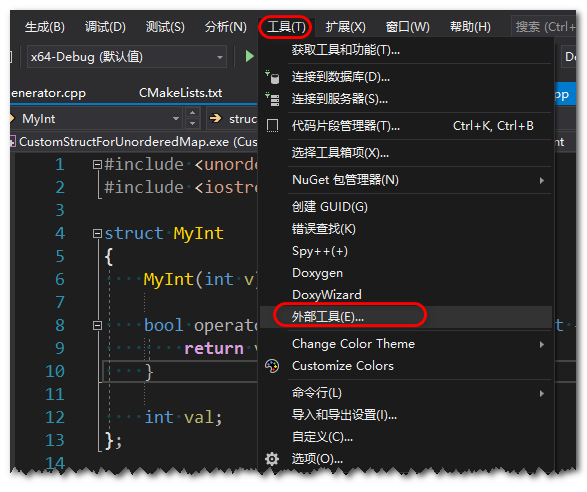 生成(B) 调试(D) 测试(S) 分析(N) 工具(T) 扩展(X) 窗口(W) 帮助(H) 搜索 (Ctrl+
x64-Debug (默认值)
enerator.cpp CMakeLists.txt
MyInt
CustomStructForUnorderedMap.exe
1 #include <unord
2 #include <iostre
3
4 struct MyInt
5 {
6 MyInt(int v
7
8 bool operato
9 return v
10 }
11
12 int val;
13 };
14
获取工具和功能(T)...
连接到数据库(D)...
连接到服务器(S)...
代码片段管理器(T)... Ctrl+K, Ctrl+B
选择工具箱项(X)...
NuGet 包管理器(N)
创建 GUID(G)
错误查找(K)
Spy++(+)
Doxygen
DoxyWizard
外部工具(E)...
Change Color Theme
Customize Colors
命令行(L)
导入和导出设置(I)...
自定义(C)...
选项(O)...